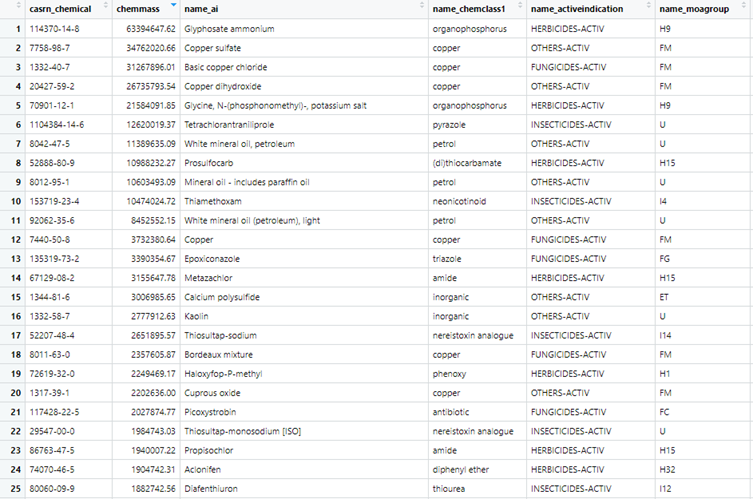 casrn_chemical chemmass name_ai name_chemclass1 name_activeindication name_moagroup
1 114370-14-8 63394647.62 Glyphosate ammonium organophosphorus HERBICIDES-ACTIV H9
2 7758-98-7 34762020.66 Copper sulfate copper OTHERS-ACTIV FM
3 1332-40-7 31267896.01 Basic copper chloride copper FUNGICIDES-ACTIV FM
4 20427-59-2 26735793.54 Copper dihydroxide copper OTHERS-ACTIV FM
5 70901-12-1 21584091.85 Glycine, N-(phosphonomethyl)-, potassium salt organophosphorus HERBICIDES-ACTIV H9
6 1104384-14-6 12620019.37 Tetrachlorantraniliprole pyrazole INSECTICIDES-ACTIV U
7 8042-47-5 11389635.09 White mineral oil, petroleum petrol OTHERS-ACTIV U
8 52888-80-9 10988232.27 Prosulfocarb (di)thiocarbamate HERBICIDES-ACTIV H15
9 8012-95-1 10603493.09 Mineral oil - includes paraffin oil petrol OTHERS-ACTIV U
10 153719-23-4 10474024.72 Thiamethoxam neonicotinoid INSECTICIDES-ACTIV I4
11 92062-35-6 8452552.15 White mineral oil (petroleum), light petrol OTHERS-ACTIV U
12 7440-50-8 3732380.64 Copper copper FUNGICIDES-ACTIV FM
13 135319-73-2 3390354.67 Epoxiconazole triazole FUNGICIDES-ACTIV FG
14 67129-08-2 3155647.78 Metazachlor amide HERBICIDES-ACTIV H15
15 1344-81-6 3006985.65 Calcium polysulfide inorganic OTHERS-ACTIV ET
16 1332-58-7 2777912.63 Kaolin inorganic OTHERS-ACTIV U
17 52207-48-4 2651895.57 Thiosultap-sodium nereistoxin analogue INSECTICIDES-ACTIV I14
18 8011-63-0 2357605.87 Bordeaux mixture copper FUNGICIDES-ACTIV FM
19 72619-32-0 2249469.17 Haloxyfop-P-methyl phenoxy HERBICIDES-ACTIV H1
20 1317-39-1 2202636.00 Cuprous oxide copper OTHERS-ACTIV FM
21 117428-22-5 2027874.77 Picoxystrobin antibiotic FUNGICIDES-ACTIV FC
22 29547-00-0 1984743.03 Thiosultap-monosodium [ISO] nereistoxin analogue INSECTICIDES-ACTIV U
23 86763-47-5 1940007.22 Propisochlor amide HERBICIDES-ACTIV H15
24 74070-46-5 1904742.31 Aclonifen diphenyl ether HERBICIDES-ACTIV H32
25 80060-09-9 1882742.56 Diafenthiuron thiourea INSECTICIDES-ACTIV I12